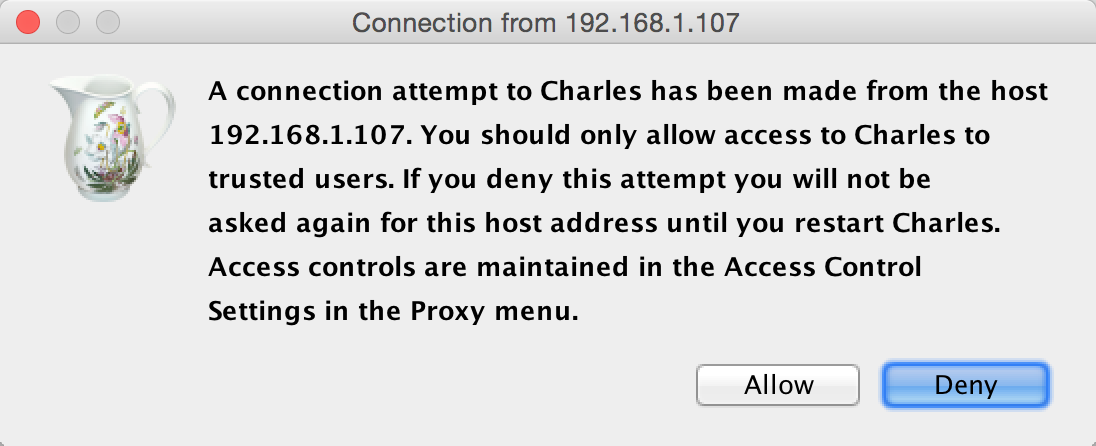 Connection from 192.168.1.107
A connection attempt to Charles has been made from the host
192.168.1.107. You should only allow access to Charles to
trusted users. If you deny this attempt you will not be
asked again for this host address until you restart Charles.
Access controls are maintained in the Access Control
Settings in the Proxy menu.
Allow Deny